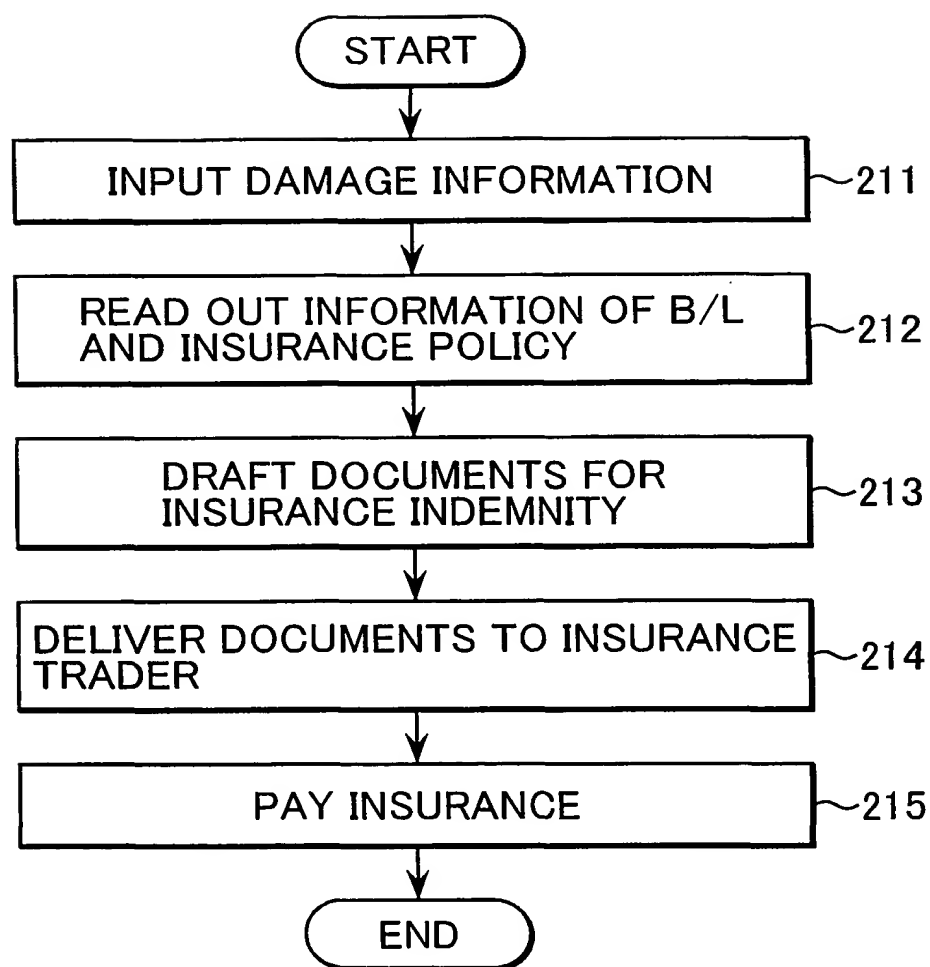 START
INPUT DAMAGE INFORMATION
211
READ OUT INFORMATION OF B/L
AND INSURANCE POLICY
212
DRAFT DOCUMENTS FOR
INSURANCE INDEMNITY
213
DELIVER DOCUMENTS TO INSURANCE
TRADER
214
PAY INSURANCE
215
END